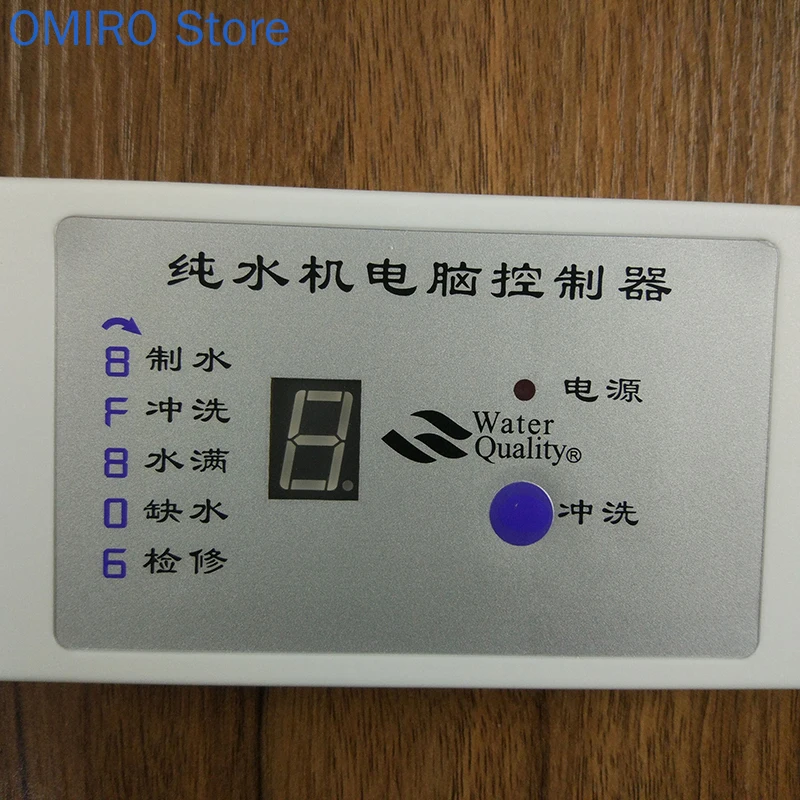 OMIRO Store
纯水机电脑控制器
8 制水
F 冲洗
8 水满
0 缺水
6 检修
电源
Water
Quality®
冲洗